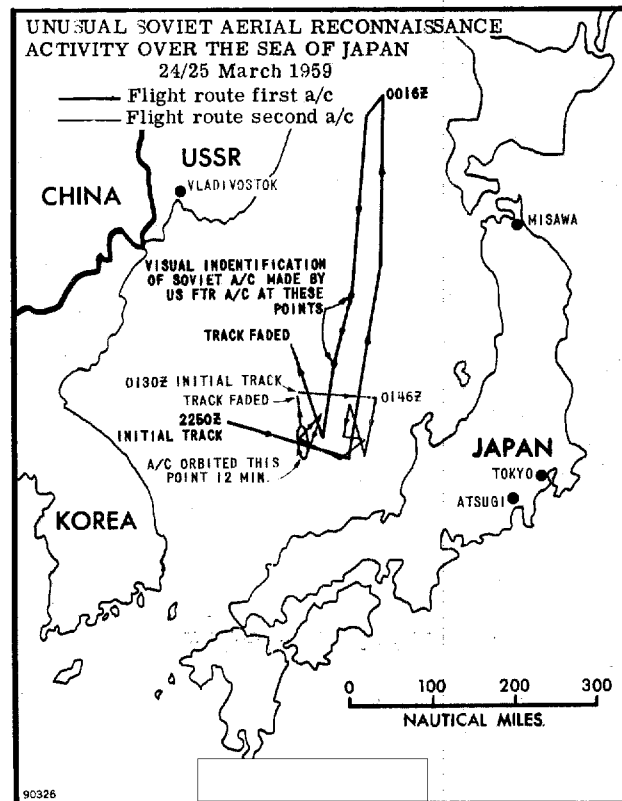 UNUSUAL SOVIET AERIAL RECONNAISSANCE
ACTIVITY OVER THE SEA OF JAPAN
24/25 March 1959
Flight route first a/c
Flight route second a/c
0016Z
USSR
VLADIVOSTOK
CHINA
MISAWA
VISUAL INDENTIFICATION
OF SOVIET A/C MADE BY
US FTR A/C AT THESE
POINTS
TRACK FADED
0130Z INITIAL TRACK
TRACK FADED
0146Z
2250Z
INITIAL TRACK
A/C ORBITED THIS
POINT 12 MIN.
JAPAN
TOKYO
ATSUGI
KOREA
0 100 200 300
NAUTICAL MILES.
90326